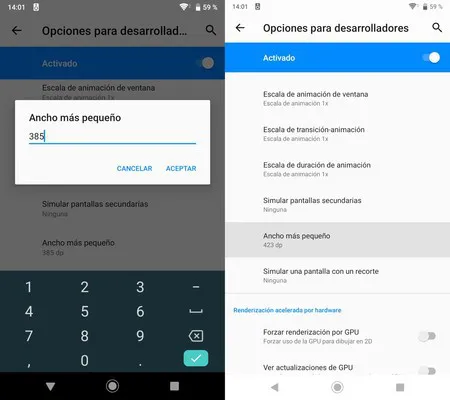 14:01
59 %
Opciones para desarrollad...
Activado
Escala de animación de ventana
Escala de animación 1x
Ancho más pequeño
385
CANCELAR ACEPTAR
Simular pantallas secundarias
Ninguna
Ancho más pequeño
385 dp
1 2 3 –
4 5 6
7 8 9
, 0 .
14:01
59 %
Opciones para desarrolladores
Activado
Escala de animación de ventana
Escala de animación 1x
Escala de transición-animación
Escala de animación 1x
Escala de duración de animación
Escala de animación 1x
Simular pantallas secundarias
Ninguna
Ancho más pequeño
423 dp
Simular una pantalla con un recorte
Ninguna
Renderización acelerada por hardware
Forzar renderización por GPU
Forzar uso de la GPU para dibujar en 2D
Ver actualizaciones de GPU